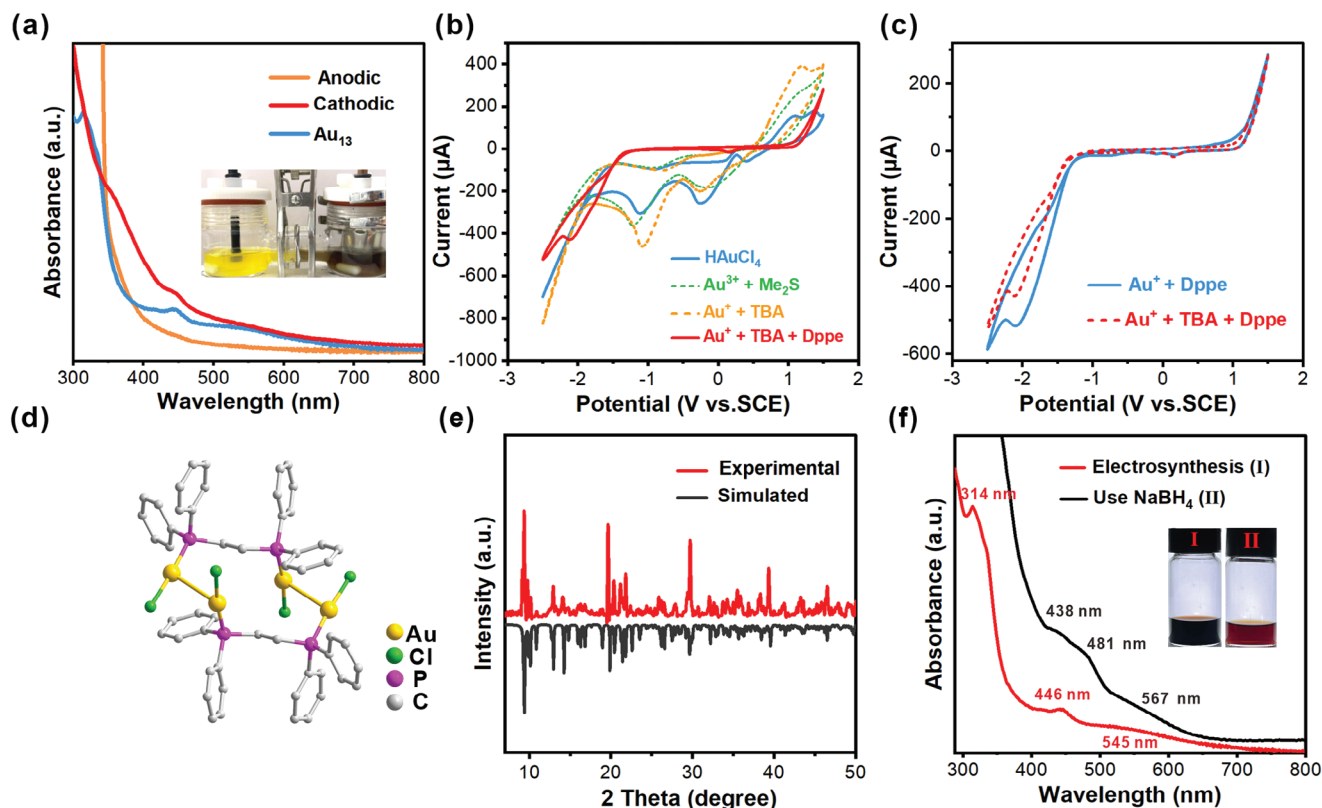 (a)
Absorbance (a.u.)
Anodic
Cathodic
Au₁₃
300 400 500 600 700 800
Wavelength (nm)
(b)
Current (µA)
400
200
0
-200
-400
-600
-800
-1000
HAuCl₄
Au³⁺ + Me₂S
Au⁺ + TBA
Au⁺ + TBA + Dppe
-3 -2 -1 0 1 2
Potential (V vs.SCE)
(c)
Current (µA)
200
0
-200
-400
-600
Au⁺ + Dppe
Au⁺ + TBA + Dppe
-3 -2 -1 0 1 2
Potential (V vs.SCE)
(d)
Au
Cl
P
C
(e)
Intensity (a.u.)
Experimental
Simulated
10 20 30 40 50
2 Theta (degree)
(f)
Absorbance (a.u.)
Electrosynthesis (I)
Use NaBH₄ (II)
314 nm
I II
438 nm
481 nm
446 nm
567 nm
545 nm
300 400 500 600 700 800
Wavelength (nm)